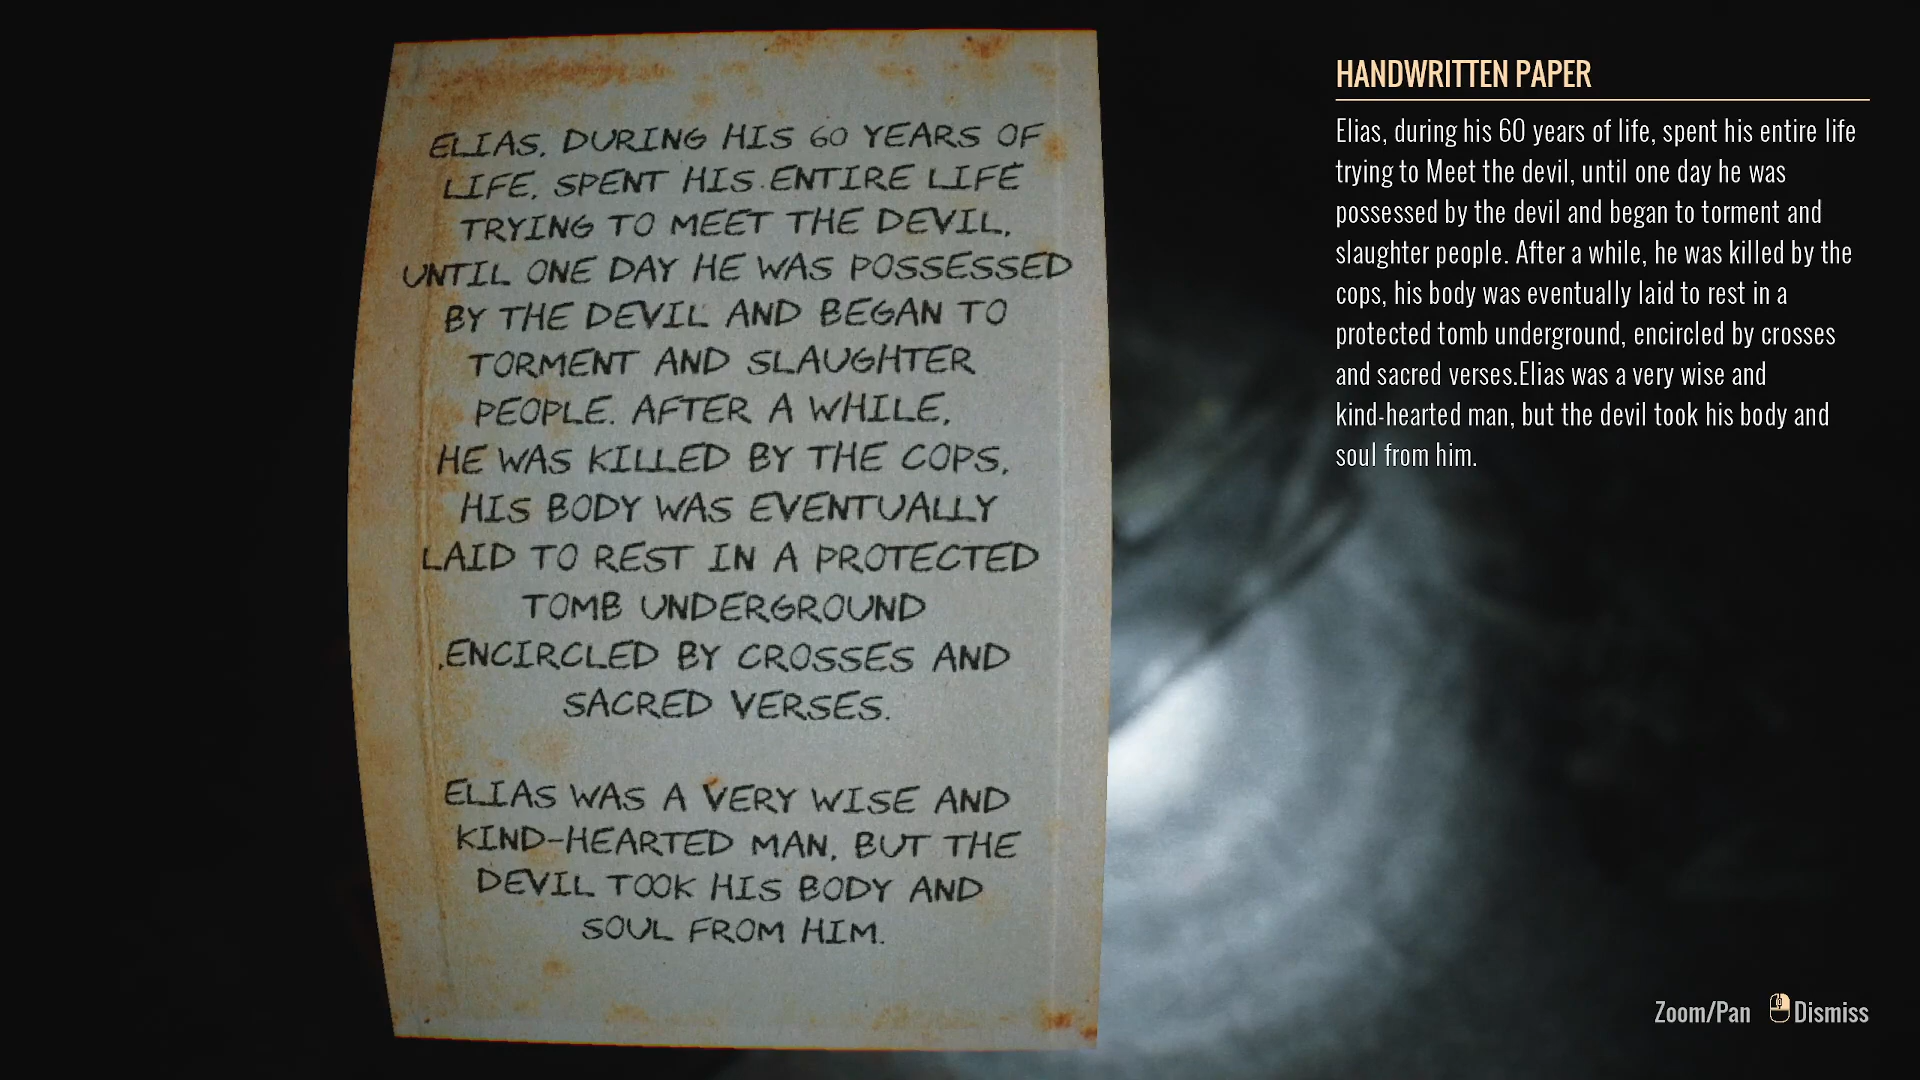 ELIAS, DURING HIS 60 YEARS OF
LIFE, SPENT HIS ENTIRE LIFE
TRYING TO MEET THE DEVIL,
UNTIL ONE DAY HE WAS POSSESSED
BY THE DEVIL AND BEGAN TO
TORMENT AND SLAUGHTER
PEOPLE. AFTER A WHILE,
HE WAS KILLED BY THE COPS,
HIS BODY WAS EVENTUALLY
LAID TO REST IN A PROTECTED
TOMB UNDERGROUND
,ENCIRCLED BY CROSSES AND
SACRED VERSES.
ELIAS WAS A VERY WISE AND
KIND-HEARTED MAN, BUT THE
DEVIL TOOK HIS BODY AND
SOUL FROM HIM.
HANDWRITTEN PAPER
Elias, during his 60 years of life, spent his entire life
trying to Meet the devil, until one day he was
possessed by the devil and began to torment and
slaughter people. After a while, he was killed by the
cops, his body was eventually laid to rest in a
protected tomb underground, encircled by crosses
and sacred verses.Elias was a very wise and
kind-hearted man, but the devil took his body and
soul from him.
Zoom/Pan Dismiss